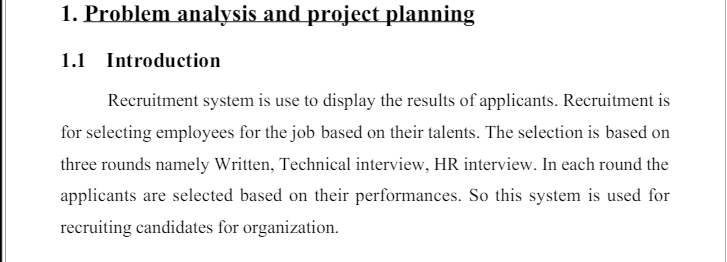 1. Problem analysis and project planning
1.1 Introduction
Recruitment system is use to display the results of applicants. Recruitment is
for selecting employees for the job based on their talents. The selection is based on
three rounds namely Written, Technical interview, HR interview. In each round the
applicants are selected based on their performances. So this system is used for
recruiting candidates for organization.